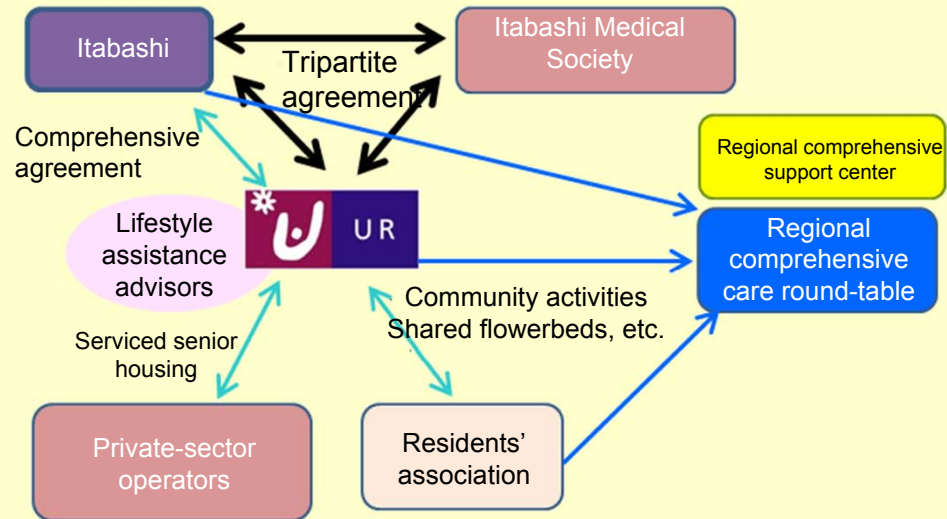 Itabashi
Itabashi Medical
Society
Tripartite
agreement
Comprehensive
agreement
Regional comprehensive
support center
Lifestyle
assistance
advisors
UR
Regional
comprehensive
care round-table
Community activities
Shared flowerbeds, etc.
Serviced senior
housing
Private-sector
operators
Residents’
association